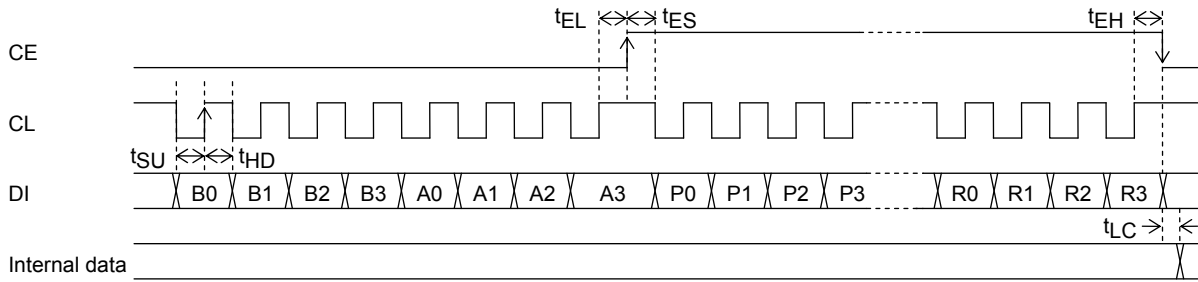 tEL tES tEH
CE
CL
tSU tHD
DI B0 B1 B2 B3 A0 A1 A2 A3 P0 P1 P2 P3 R0 R1 R2 R3
tLC
Internal data